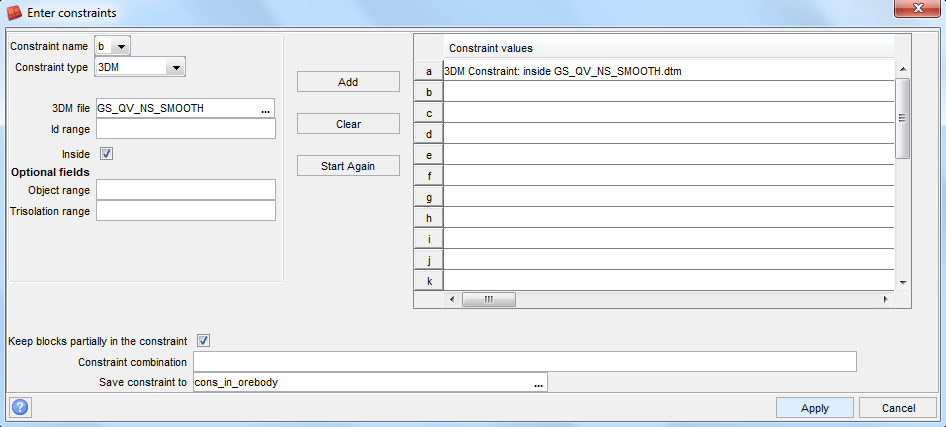 Enter constraints
Constraint name b
Constraint type 3DM
3DM file GS_QV_NS_SMOOTH ...
Id range
Inside
Optional fields
Object range
Trisolation range
Add
Clear
Start Again
Constraint values
a 3DM Constraint: inside GS_QV_NS_SMOOTH.dtm
b
c
d
e
f
g
h
i
j
k
Keep blocks partially in the constraint
Constraint combination
Save constraint to cons_in_orebody ...
? Apply Cancel